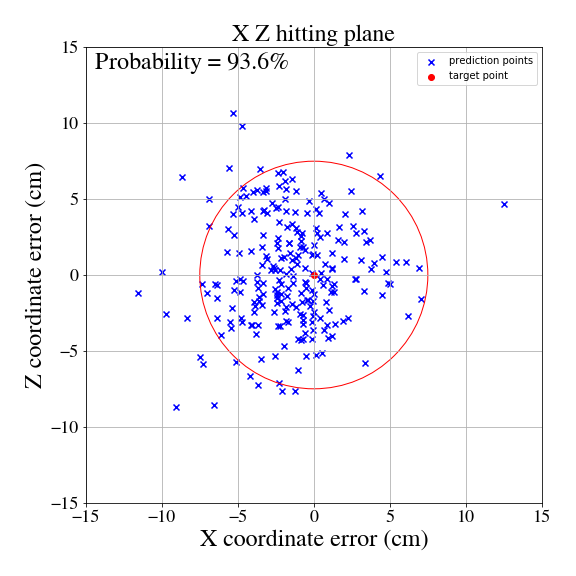 X Z hitting plane
Probability = 93.6%
prediction points
target point
15
10
5
0
−5
−10
−15
Z coordinate error (cm)
−15
−10
−5
0
5
10
15
X coordinate error (cm)